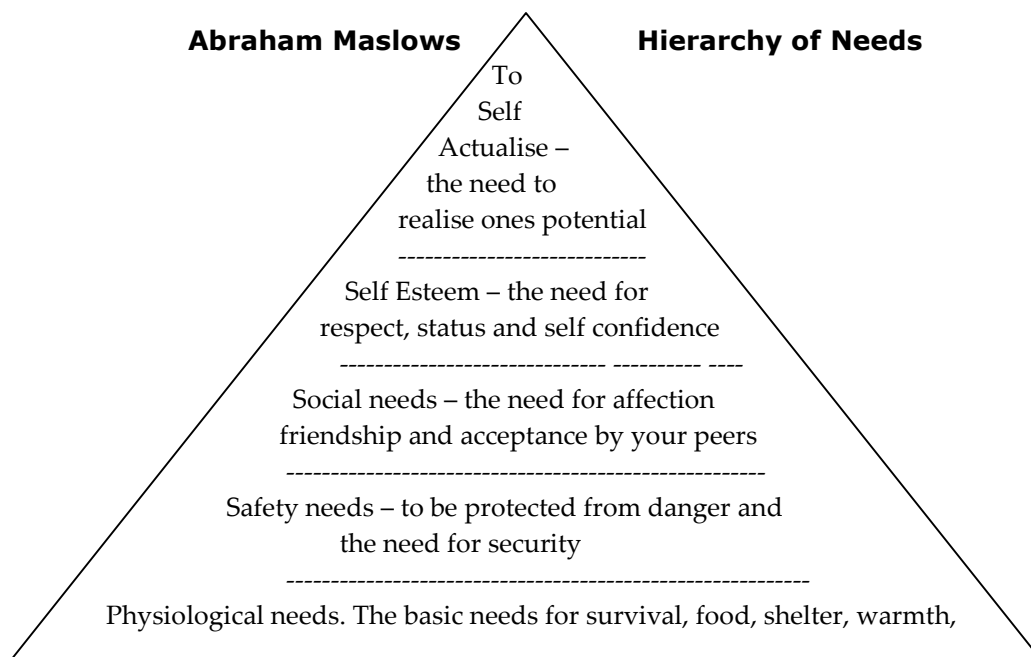 Abraham Maslows Hierarchy of Needs
To
Self
Actualise –
the need to
realise ones potential
----------------------------
Self Esteem – the need for
respect, status and self confidence
------------------------------ ---------- ----
Social needs – the need for affection
friendship and acceptance by your peers
------------------------------------------------------
Safety needs – to be protected from danger and
the need for security
-----------------------------------------------------------
Physiological needs. The basic needs for survival, food, shelter, warmth,